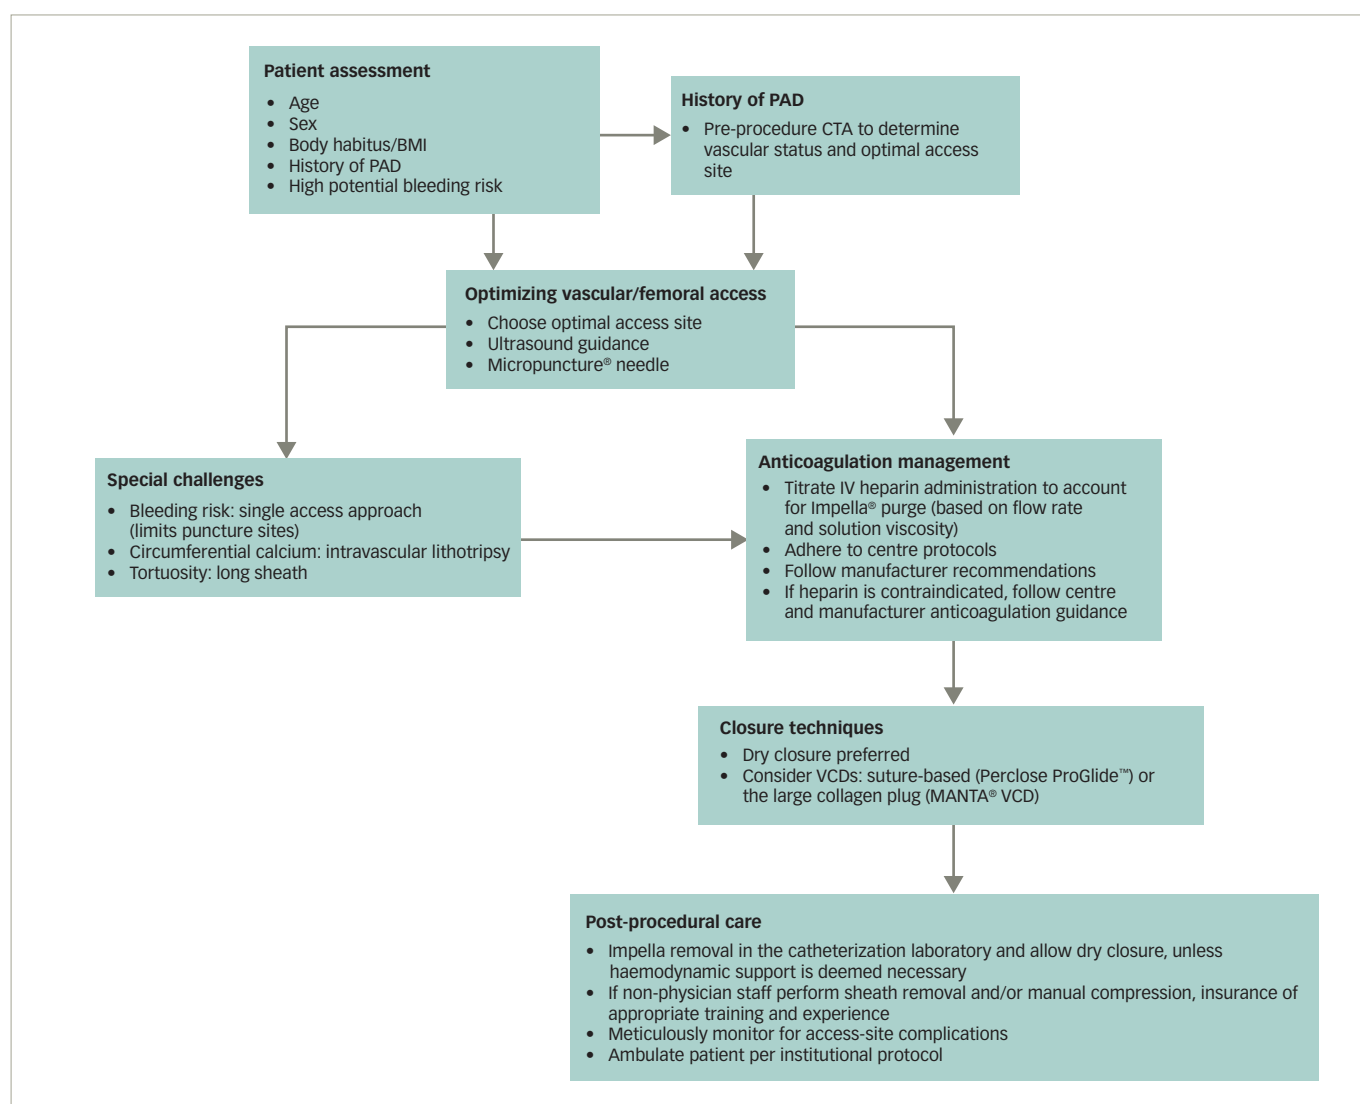 Patient assessment
• Age
• Sex
• Body habitus/BMI
• History of PAD
• High potential bleeding risk
History of PAD
• Pre-procedure CTA to determine
vascular status and optimal access
site
Optimizing vascular/femoral access
• Choose optimal access site
• Ultrasound guidance
• Micropuncture® needle
Special challenges
• Bleeding risk: single access approach
(limits puncture sites)
• Circumferential calcium: intravascular lithotripsy
• Tortuosity: long sheath
Anticoagulation management
• Titrate IV heparin administration to account
for Impella® purge (based on flow rate
and solution viscosity)
• Adhere to centre protocols
• Follow manufacturer recommendations
• If heparin is contraindicated, follow centre
and manufacturer anticoagulation guidance
Closure techniques
• Dry closure preferred
• Consider VCDs: suture-based (Perclose ProGlide™) or
the large collagen plug (MANTA® VCD)
Post-procedural care
• Impella removal in the catheterization laboratory and allow dry closure, unless
haemodynamic support is deemed necessary
• If non-physician staff perform sheath removal and/or manual compression, insurance of
appropriate training and experience
• Meticulously monitor for access-site complications
• Ambulate patient per institutional protocol